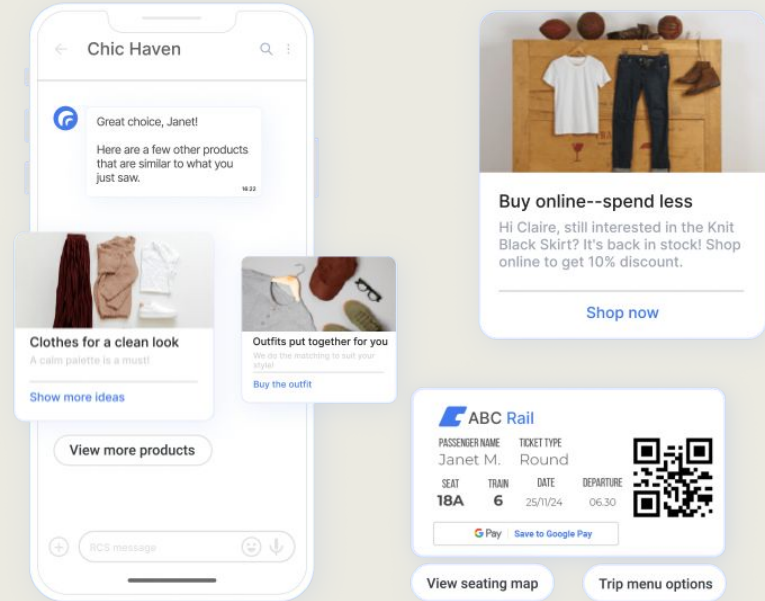 Chic Haven
Great choice, Janet!
Here are a few other products
that are similar to what you
just saw.
18:22
Clothes for a clean look
A calm palette is a must!
Show more ideas
Outfits put together for you
We do the matching to suit your
style!
Buy the outfit
View more products
RCS message
Buy online--spend less
Hi Claire, still interested in the Knit
Black Skirt? It's back in stock! Shop
online to get 10% discount.
Shop now
ABC Rail
PASSENGER NAME TICKET TYPE
Janet M. Round
SEAT TRAIN DATE DEPARTURE
18A 6 25/11/24 06.30
G Pay Save to Google Pay
View seating map
Trip menu options